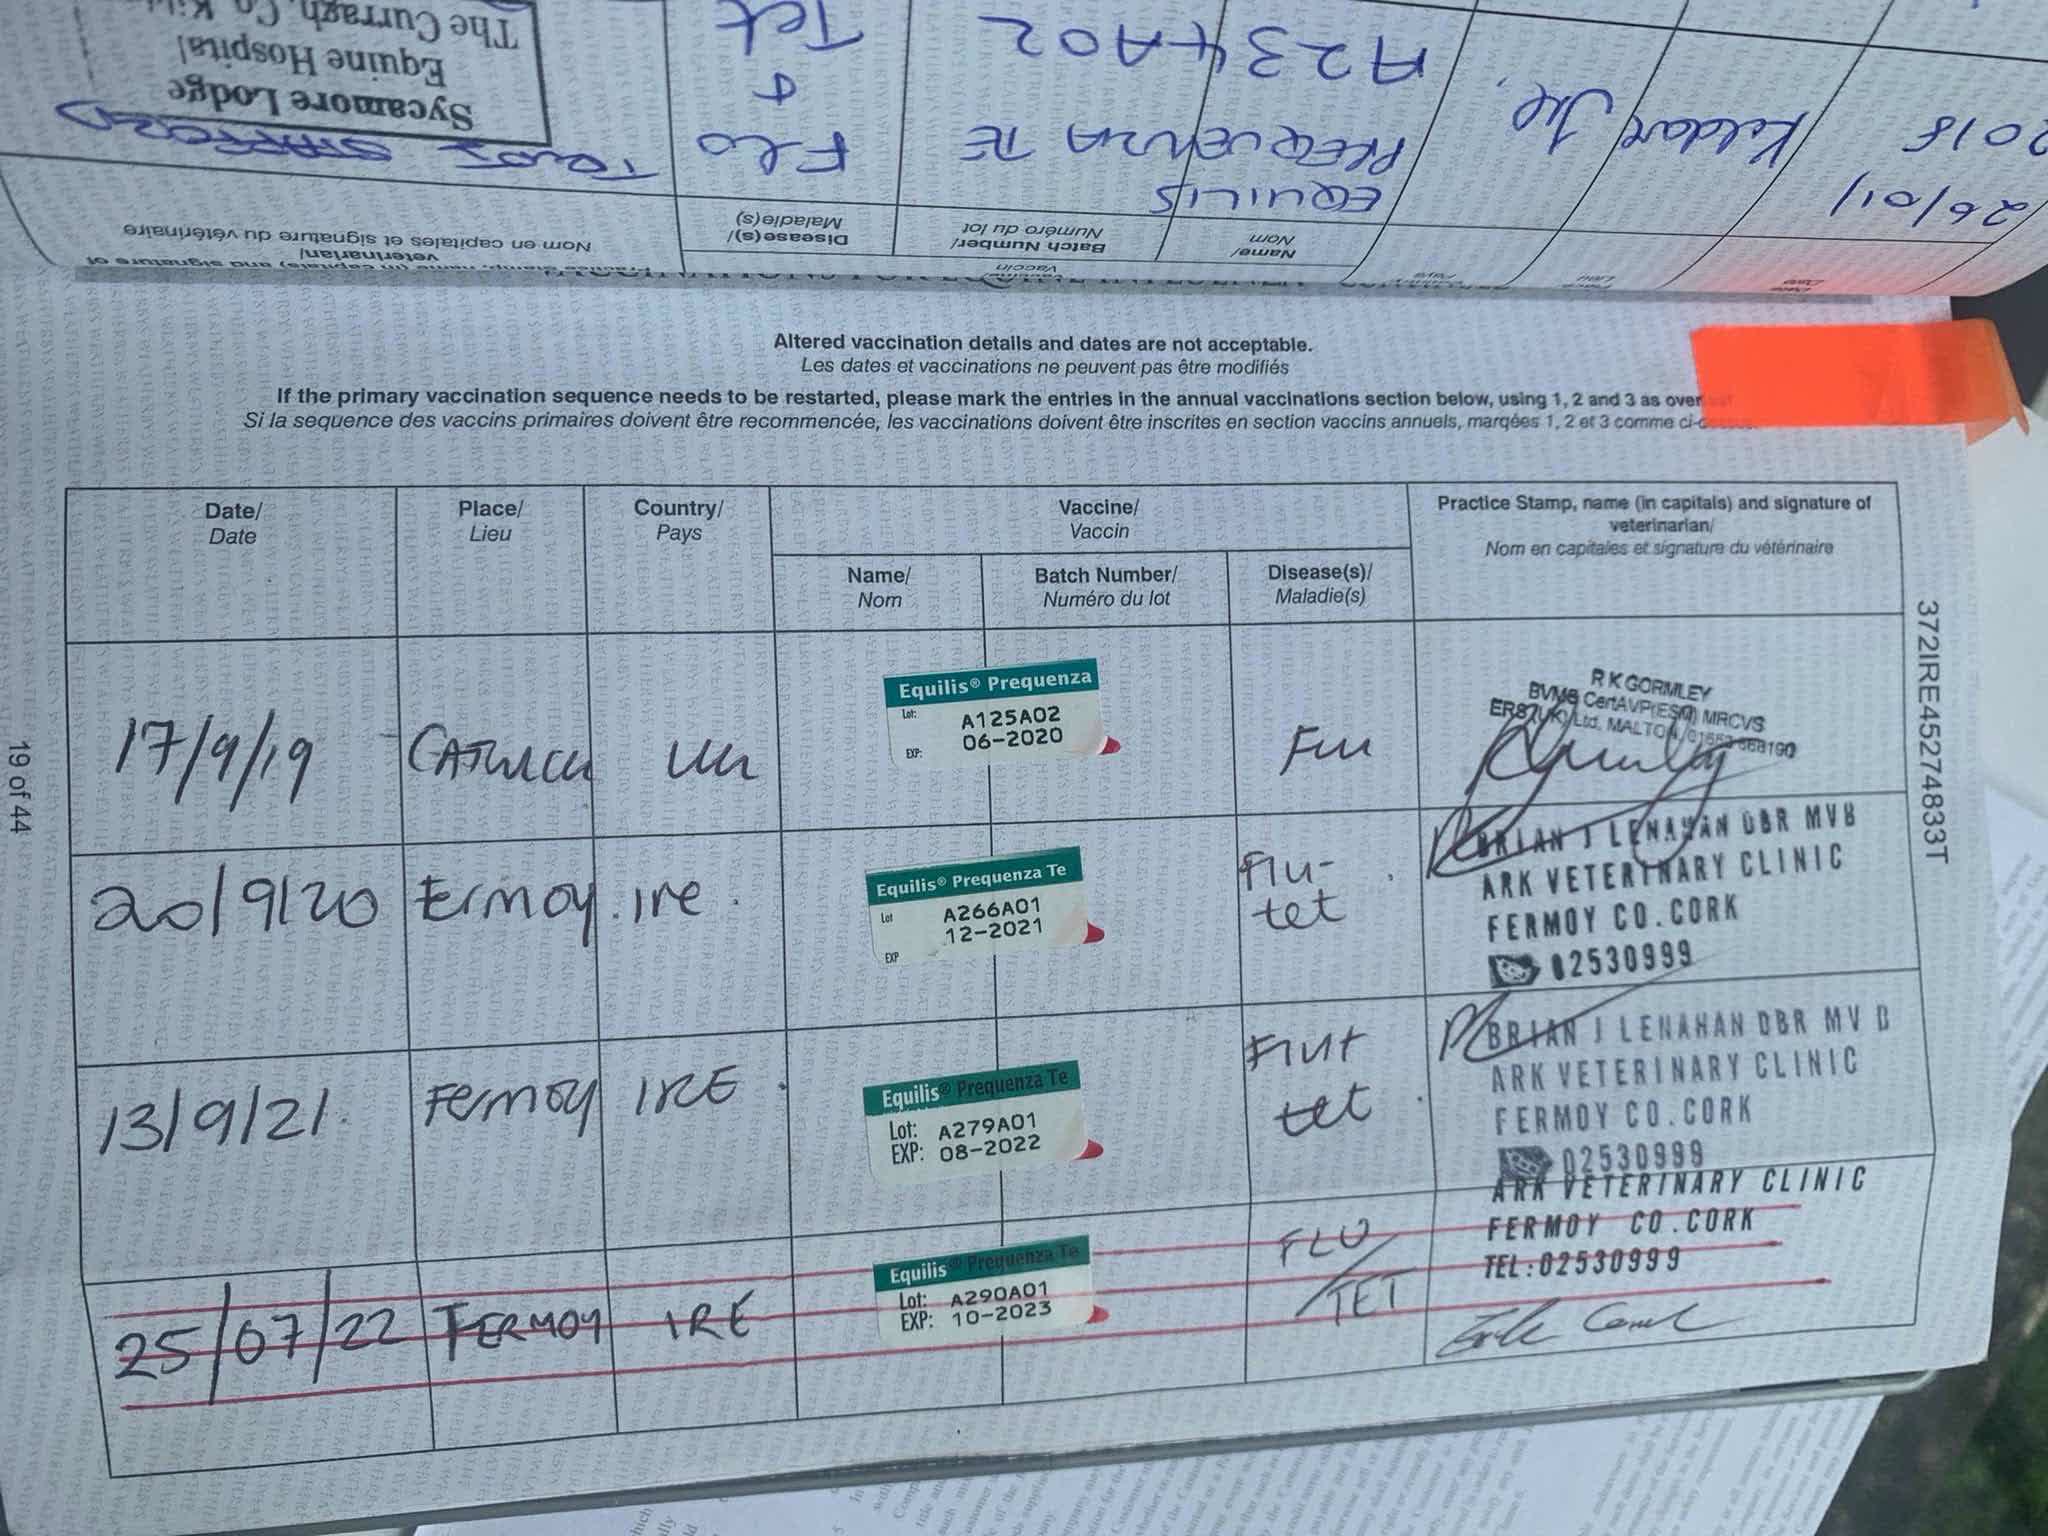 Sycamore Lodge
Equine Hospital
The Curragh, Co.
26/04/
2018
Kildare
Ire
EQUILIS
PREQUENZA TE
A234A02
FLU
+
Tet
Name/
Nom
Vaccin
Batch Number/
Numéro du lot
Disease(s)/
Maladie(s)
veterinarian/
Nom en capitales et signature du vétérinaire
Altered vaccination details and dates are not acceptable.
Les dates et vaccinations ne peuvent pas être modifiés
If the primary vaccination sequence needs to be restarted, please mark the entries in the annual vaccinations section below, using 1, 2 and 3 as over
Si la sequence des vaccins primaires doivent être recommencée, les vaccinations doivent être inscrites en section vaccins annuels, marqées 1, 2 et 3 comme ci-
Date/
Date
Place/
Lieu
Country/
Pays
Vaccine/
Vaccin
Name/
Nom
Batch Number/
Numéro du lot
Disease(s)/
Maladie(s)
Practice Stamp, name (in capitals) and signature of
veterinarian/
Nom en capitales et signature du vétérinaire
17/9/19
UK
Equilis® Prequenza
Lot: A125A02
EXP: 06-2020
Flu
R K GORMLEY
BVMS CertAVP(ESM) MRCVS
ERS (UK) Ltd. MALTON
20/9/20
Fermoy
Ire.
Equilis® Prequenza Te
Lot A266A01
EXP 12-2021
Flu-
tet
BRIAN J LENAHAN DBR MVB
ARK VETERINARY CLINIC
FERMOY CO.CORK
02530999
13/9/21.
Fermoy
IRE
Equilis® Prequenza Te
Lot: A279A01
EXP: 08-2022
Flu+
tet
BRIAN J LENAHAN DBR MV B
ARK VETERINARY CLINIC
FERMOY CO.CORK
02530999
25/07/22
FERMOY
IRE
Equilis® Prequenza Te
Lot: A290A01
EXP: 10-2023
FLU/
TET
ARK VETERINARY CLINIC
FERMOY CO.CORK
TEL:02530999
19 of 44
372IRE45274833T